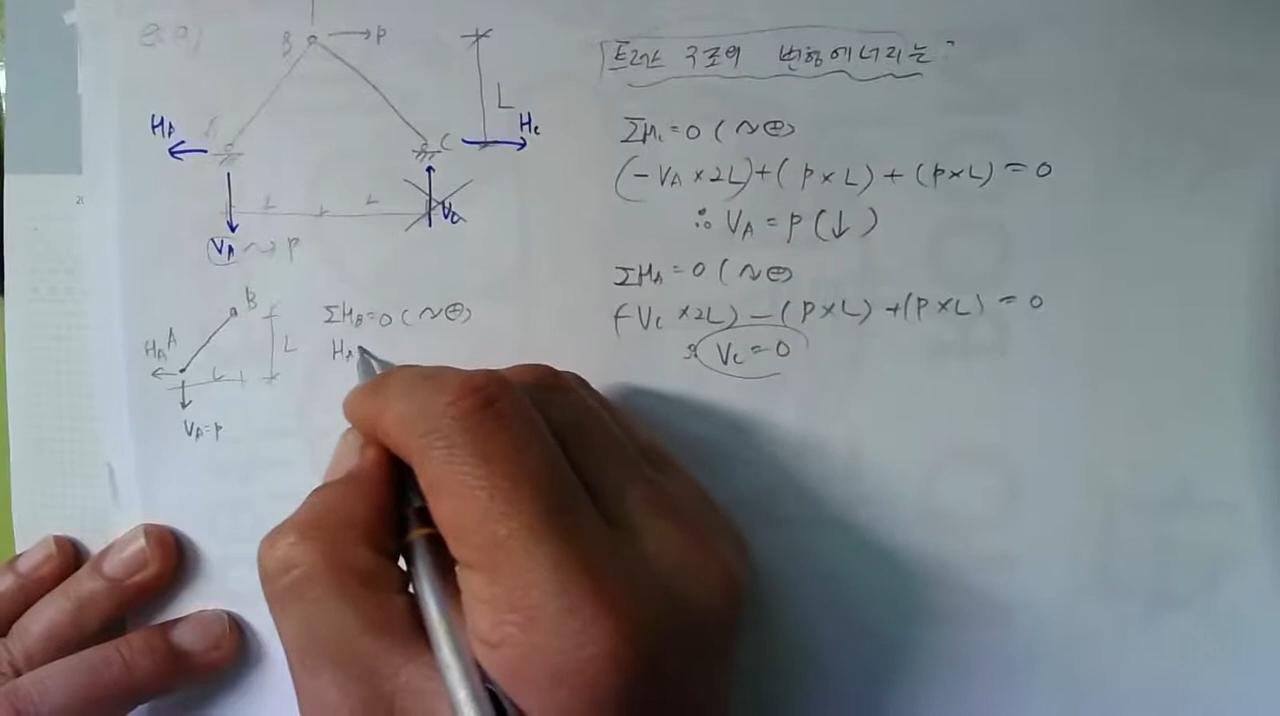 e.g)
B → P
L
HA
A
C
Hc
L
L
VA ~> P
Vc
트러스 구조의 변형에너지는?
ΣMc=0 (~⊕)
(-VA×2L)+(P×L)+(P×L)=0
∴ VA=P(↓)
ΣMA=0 (~⊕)
(-Vc×2L)-(P×L)+(P×L)=0
∴ Vc=0
B
A
HA
L
L
VA=P
ΣMB=0 (~⊕)
HA